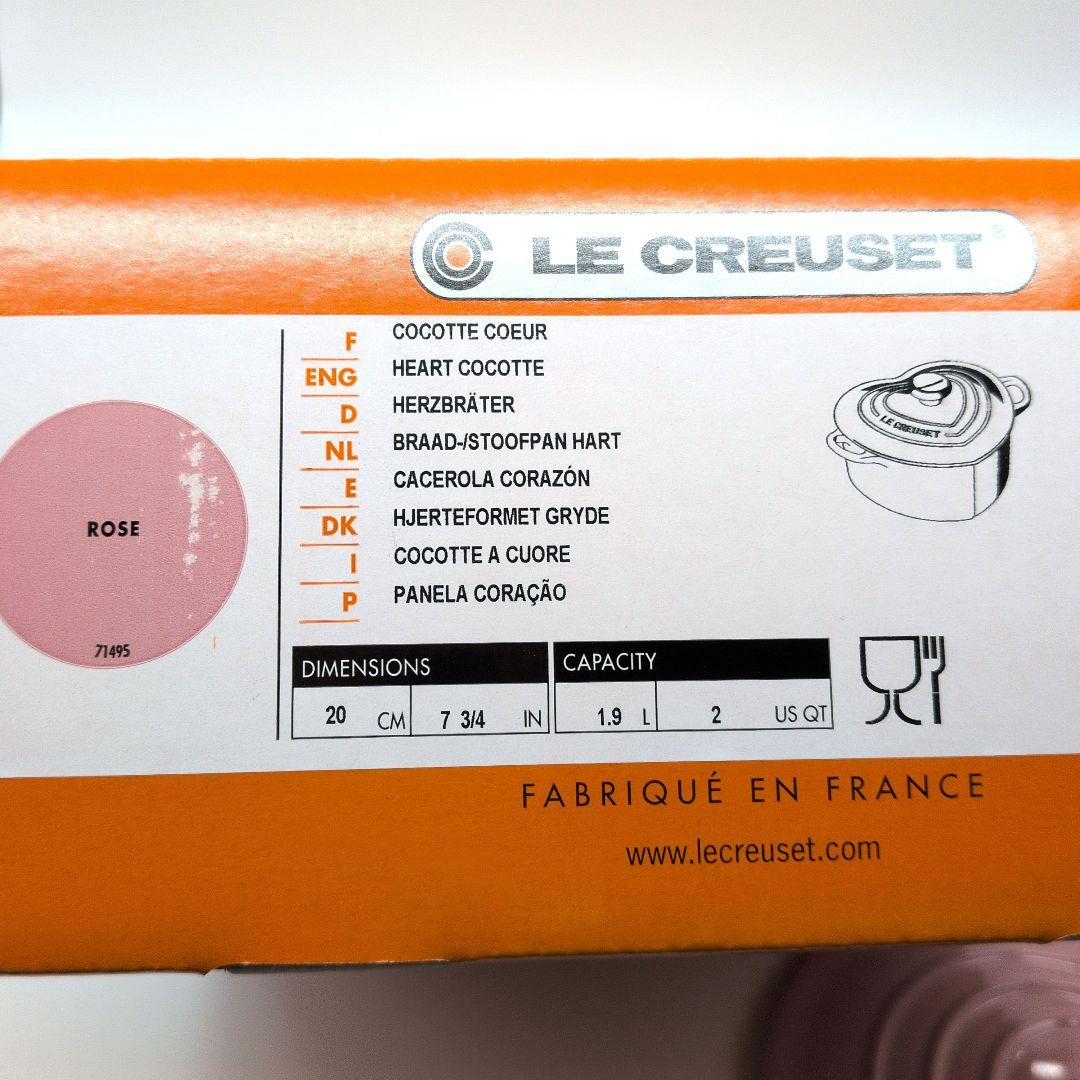 LE CREUSET®
F COCOTTE COEUR
ENG HEART COCOTTE
D HERZBRÄTER
NL BRAAD-/STOOFPAN HART
E CACEROLA CORAZÓN
DK HJERTEFORMET GRYDE
I COCOTTE A CUORE
P PANELA CORAÇÃO
LE CREUSET
ROSE
71495
DIMENSIONS CAPACITY
20 CM 7 3/4 IN 1.9 L 2 US QT
FABRIQUÉ EN FRANCE
www.lecreuset.com